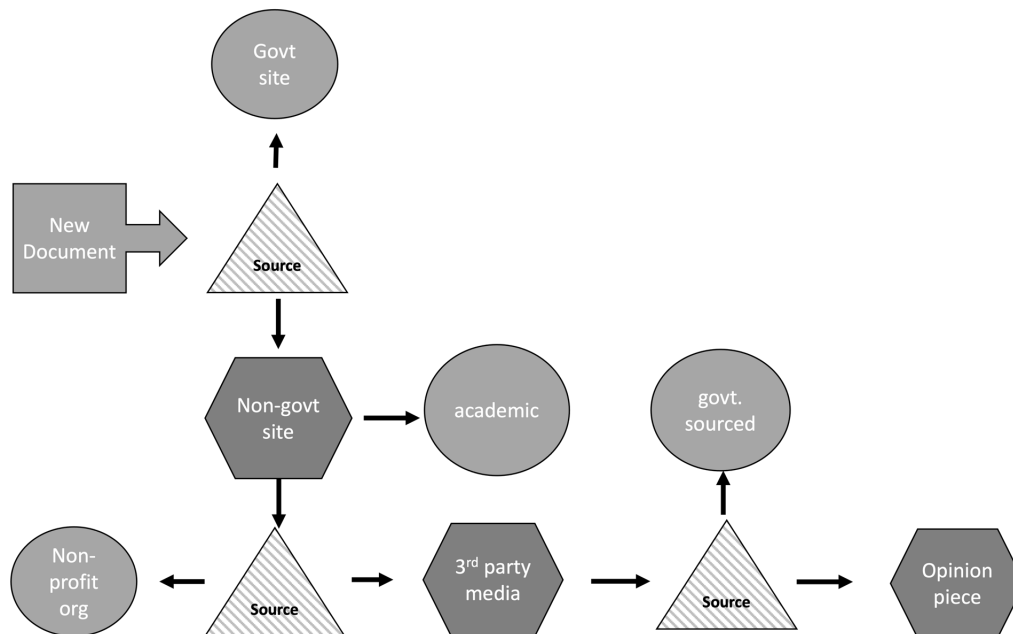 Govt
site
New
Document
Source
Non-govt
site
academic
govt.
sourced
Non-
profit
org
Source
3rd party
media
Source
Opinion
piece